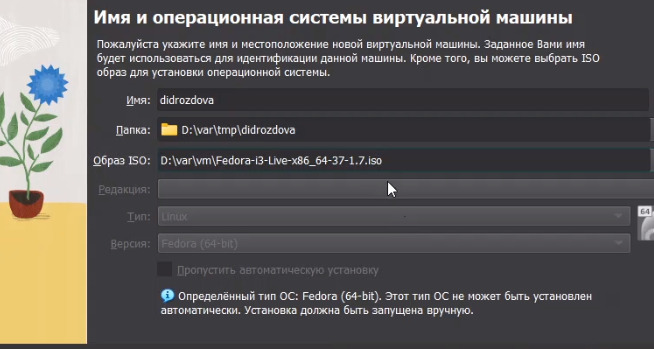 Имя и операционная системы виртуальной машины
Пожалуйста укажите имя и местоположение новой виртуальной машины. Заданное Вами имя
будет использоваться для идентификации данной машины. Кроме того, вы можете выбрать ISO
образ для установки операционной системы.
Имя: didrozdova
Папка: D:\var\tmp\didrozdova
Образ ISO: D:\var\vm\Fedora-i3-Live-x86_64-37-1.7.iso
Редакция:
Тип: Linux 64
Версия: Fedora (64-bit)
Пропустить автоматическую установку
Определённый тип ОС: Fedora (64-bit). Этот тип ОС не может быть установлен
автоматически. Установка должна быть запущена вручную.